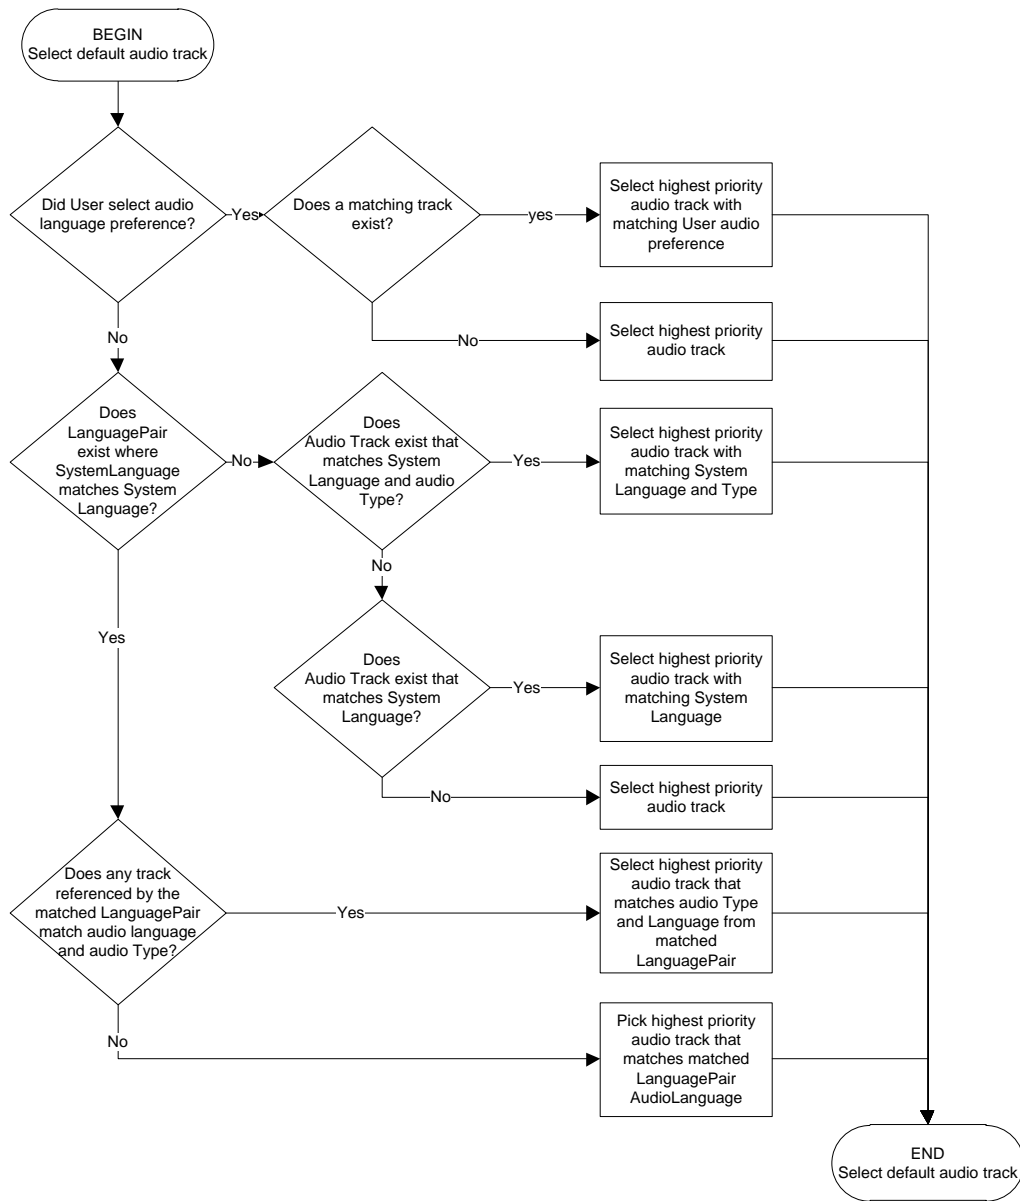 BEGIN
Select default audio track
Did User select audio
language preference?
Yes
Does a matching track
exist?
yes
Select highest priority
audio track with
matching User audio
preference
No
Select highest priority
audio track
No
Does
LanguagePair
exist where
SystemLanguage
matches System
Language?
No
Does
Audio Track exist that
matches System
Language and audio
Type?
Yes
Select highest priority
audio track with
matching System
Language and Type
No
Yes
Does
Audio Track exist that
matches System
Language?
Yes
Select highest priority
audio track with
matching System
Language
No
Select highest priority
audio track
Does any track
referenced by the
matched LanguagePair
match audio language
and audio Type?
Yes
Select highest priority
audio track that
matches audio Type
and Language from
matched
LanguagePair
No
Pick highest priority
audio track that
matches matched
LanguagePair
AudioLanguage
END
Select default audio track